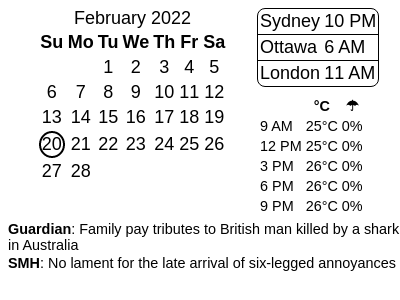 February 2022
Su Mo Tu We Th Fr Sa
1 2 3 4 5
6 7 8 9 10 11 12
13 14 15 16 17 18 19
20 21 22 23 24 25 26
27 28
Sydney 10 PM
Ottawa 6 AM
London 11 AM
°C ☂
9 AM 25°C 0%
12 PM 25°C 0%
3 PM 26°C 0%
6 PM 26°C 0%
9 PM 26°C 0%
Guardian: Family pay tributes to British man killed by a shark
in Australia
SMH: No lament for the late arrival of six-legged annoyances